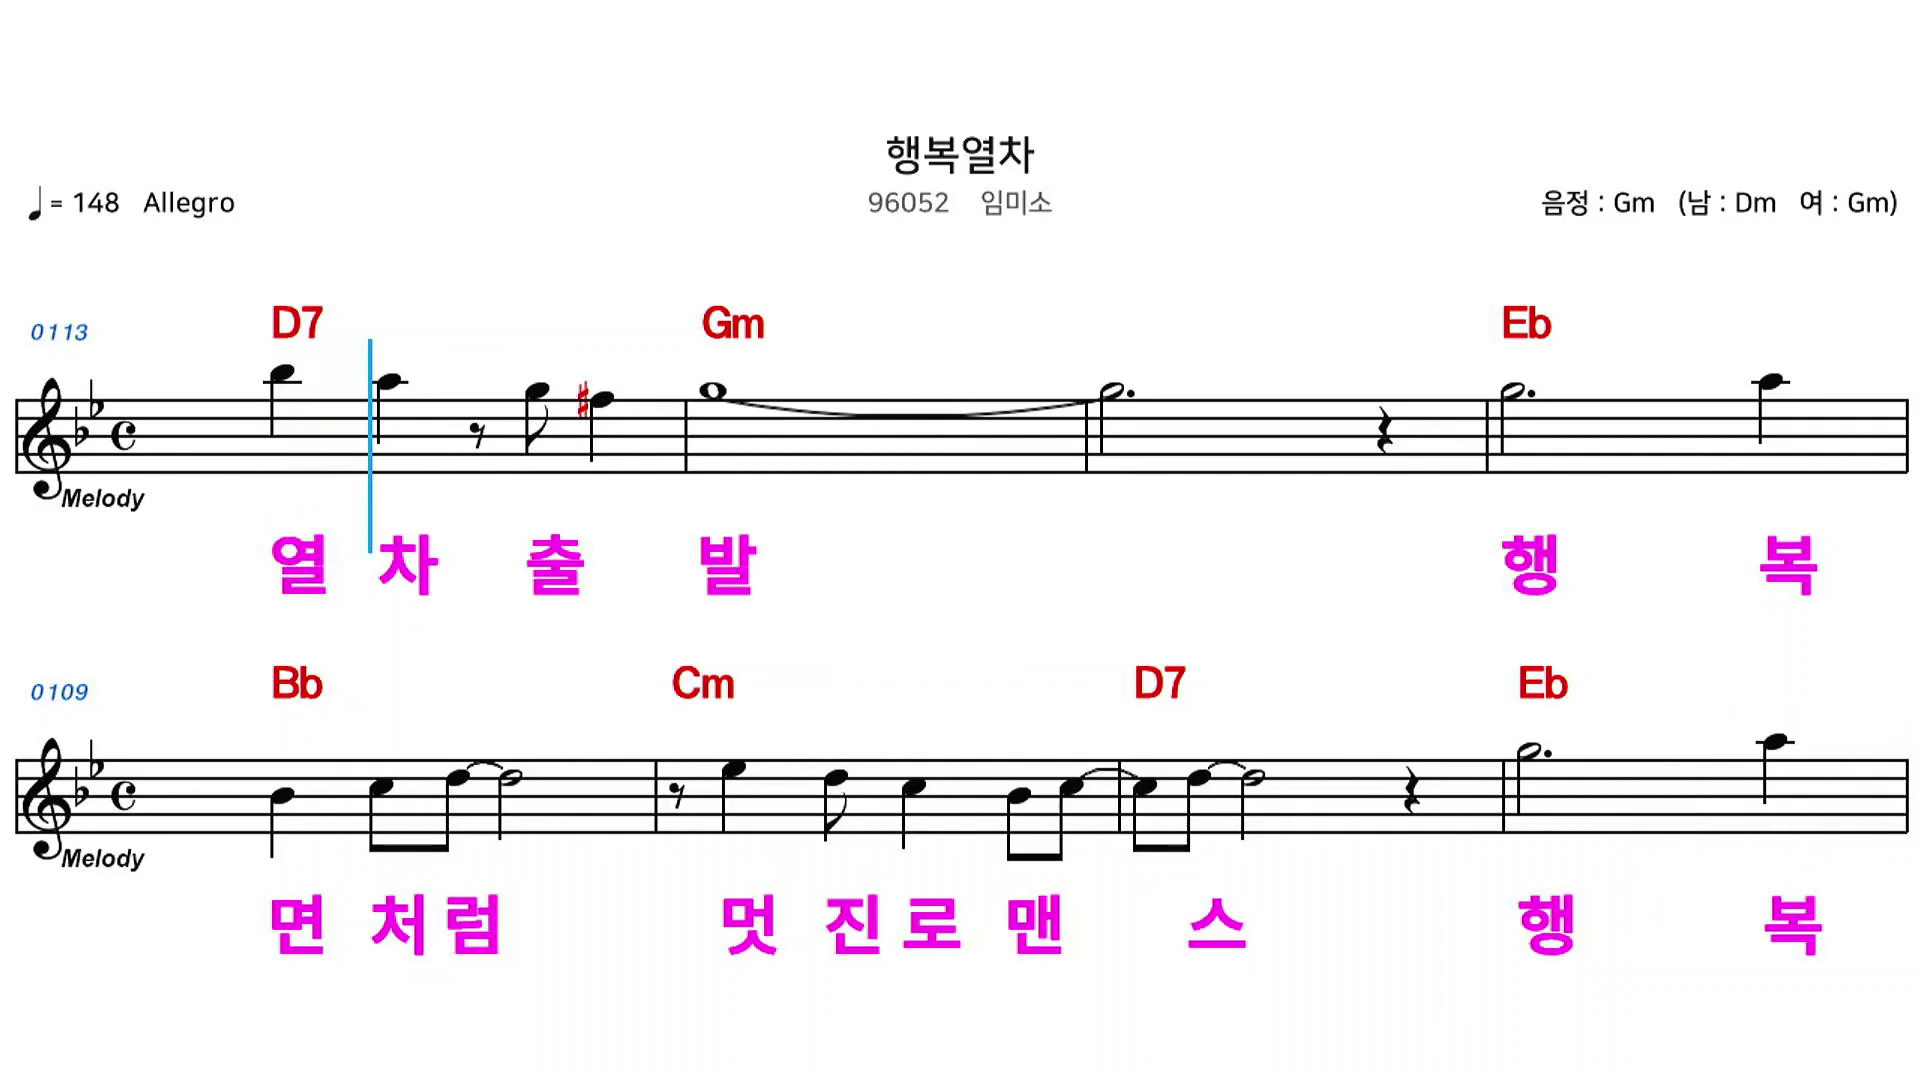 행복열차
♩= 148 Allegro 96052 임미소 음정 : Gm (남 : Dm 여 : Gm)
0113 D7 Gm Eb
Melody
열 차 출 발 행 복
0109 Bb Cm D7 Eb
Melody
면 처 럼 멋 진 로 맨 스 행 복